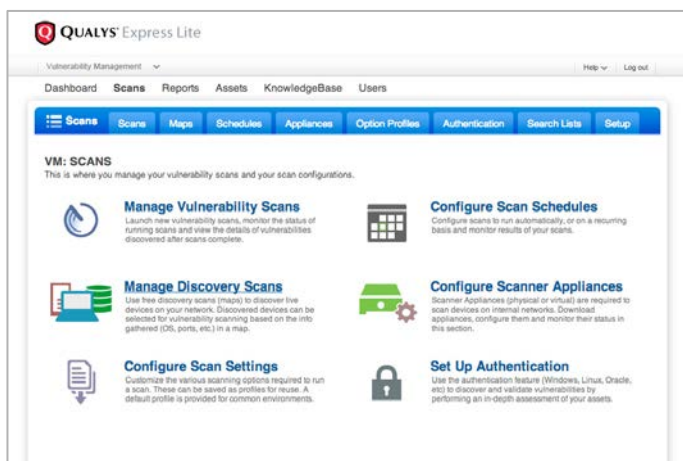 QUALYS® Express Lite
Vulnerability Management
Help
Log out
Dashboard Scans Reports Assets KnowledgeBase Users
Scans Scans Maps Schedules Appliances Option Profiles Authentication Search Lists Setup
VM: SCANS
This is where you manage your vulnerability scans and your scan configurations.
Manage Vulnerability Scans
Launch new vulnerability scans, monitor the status of
running scans and view the details of vulnerabilities
discovered after scans complete.
Configure Scan Schedules
Configure scans to run automatically, or on a recurring
basis and monitor results of your scans.
Manage Discovery Scans
Use free discovery scans (maps) to discover live
devices on your network. Discovered devices can be
selected for vulnerability scanning based on the info
gathered (OS, ports, etc.) in a map.
Configure Scanner Appliances
Scanner Appliances (physical or virtual) are required to
scan devices on internal networks. Download
appliances, configure them and monitor their status in
this section.
Configure Scan Settings
Customize the various scanning options required to run
a scan. These can be saved as profiles for reuse. A
default profile is provided for common environments.
Set Up Authentication
Use the authentication feature (Windows, Linux, Oracle,
etc) to discover and validate vulnerabilities by
performing an in-depth assessment of your assets.